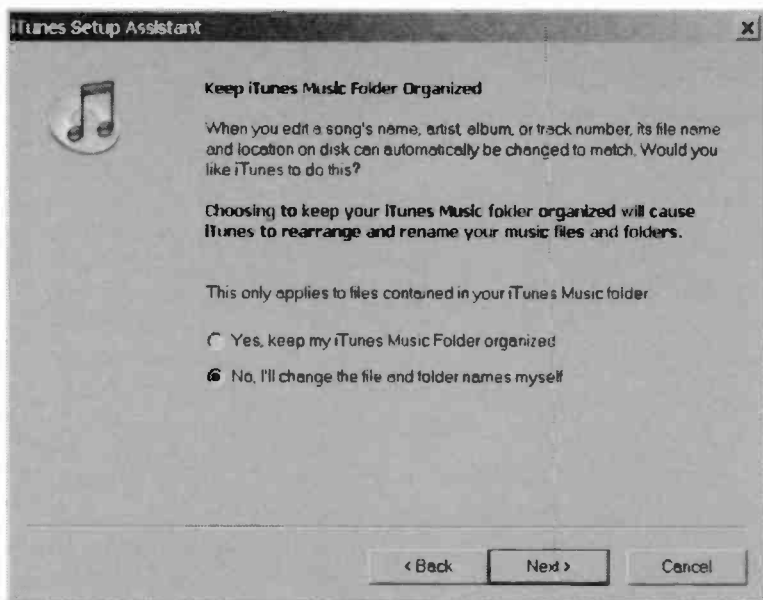 iTunes Setup Assistant
Keep iTunes Music Folder Organized
When you edit a song's name, artist, album, or track number, its file name
and location on disk can automatically be changed to match. Would you
like iTunes to do this?
Choosing to keep your iTunes Music folder organized will cause
iTunes to rearrange and rename your music files and folders.
This only applies to files contained in your iTunes Music folder
Yes, keep my iTunes Music Folder organized
No, I'll change the file and folder names myself
< Back Next > Cancel